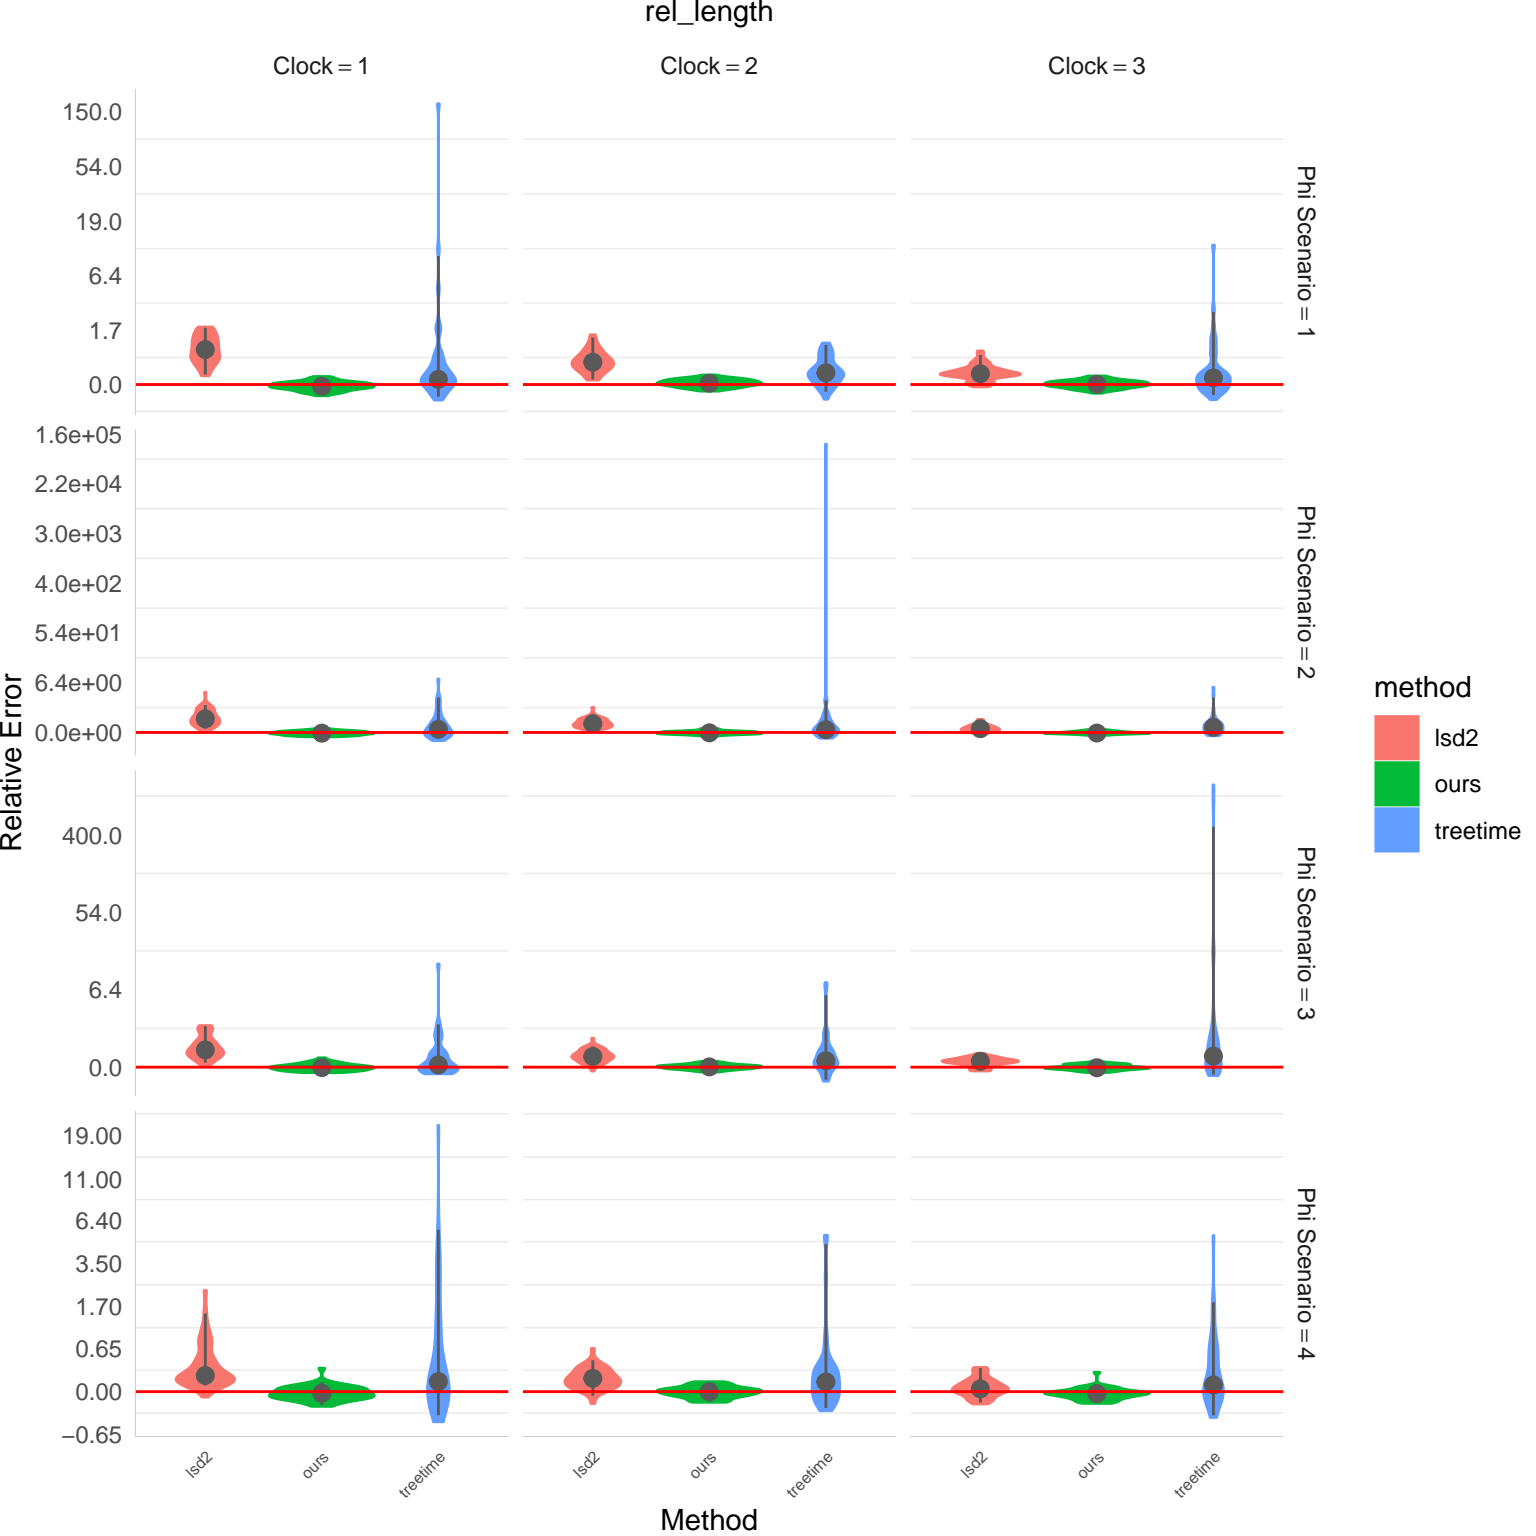 rel_length
Clock = 1
Clock = 2
Clock = 3
150.0
54.0
19.0
6.4
1.7
0.0
Phi Scenario = 1
1.6e+05
2.2e+04
3.0e+03
4.0e+02
5.4e+01
6.4e+00
0.0e+00
Phi Scenario = 2
400.0
54.0
6.4
0.0
Phi Scenario = 3
19.00
11.00
6.40
3.50
1.70
0.65
0.00
−0.65
Phi Scenario = 4
Relative Error
lsd2
ours
treetime
lsd2
ours
treetime
lsd2
ours
treetime
Method
method
lsd2
ours
treetime